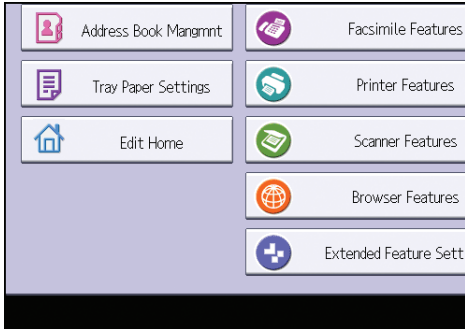 Address Book Mangmnt
Facsimile Features
Tray Paper Settings
Printer Features
Edit Home
Scanner Features
Browser Features
Extended Feature Sett